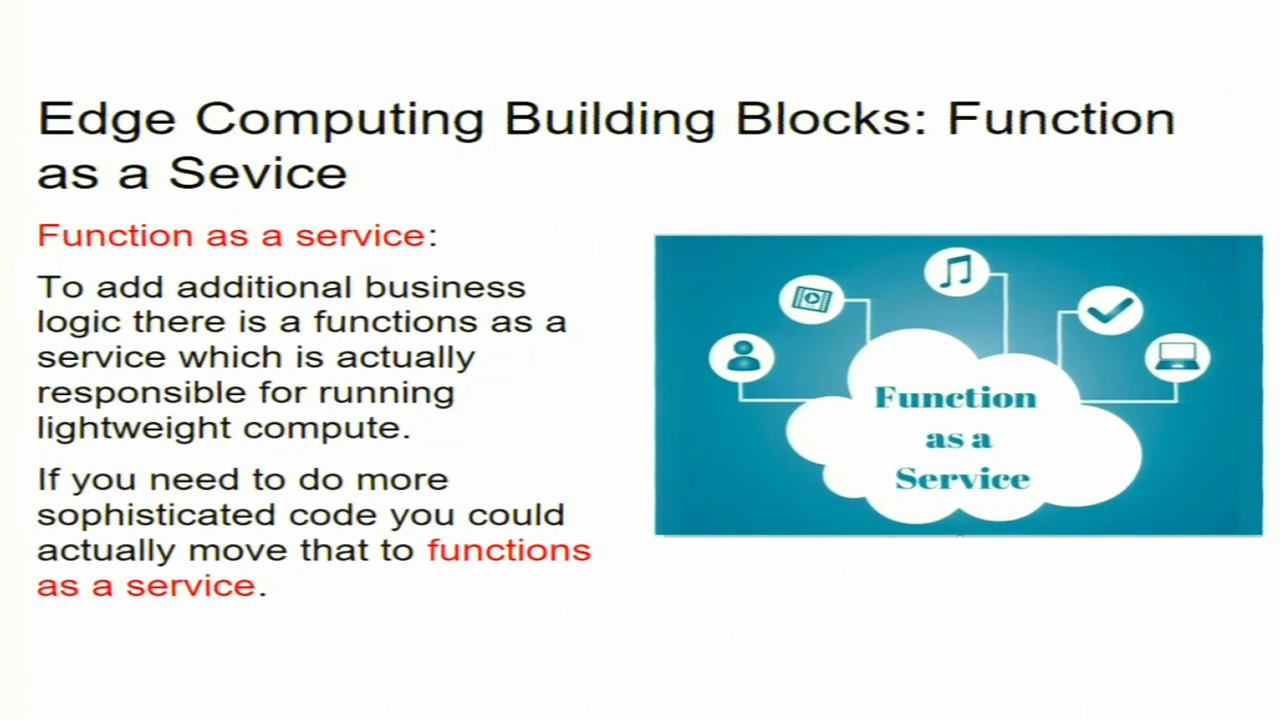 Edge Computing Building Blocks: Function
as a Sevice
Function as a service:
To add additional business
logic there is a functions as a
service which is actually
responsible for running
lightweight compute.
If you need to do more
sophisticated code you could
actually move that to functions
as a service.
Function
as a
Service